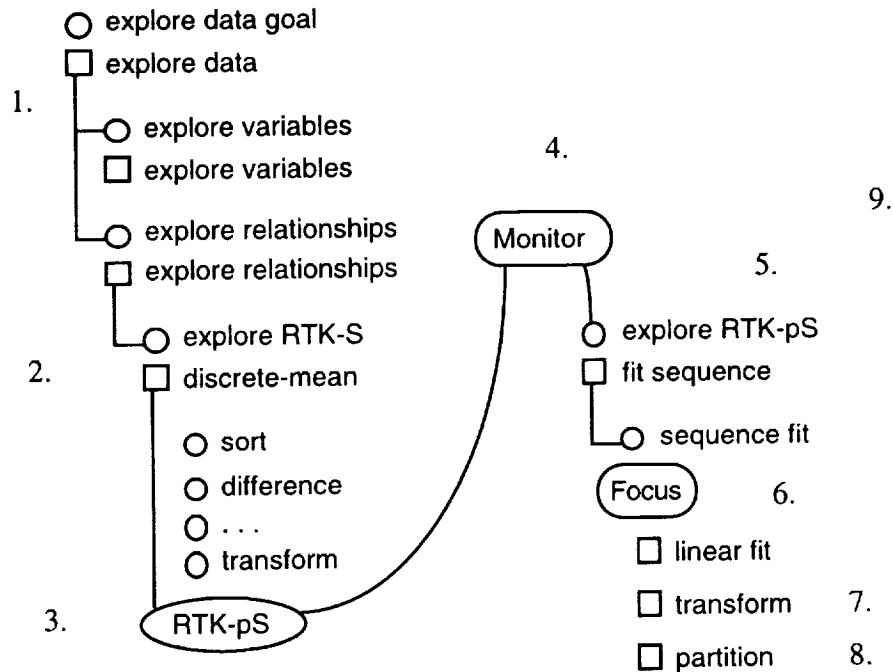 explore data goal
explore data
1.
explore variables
explore variables
explore relationships
explore relationships
explore RTK-S
2.
discrete-mean
sort
difference
. . .
transform
3.
RTK-pS
4.
Monitor
5.
explore RTK-pS
fit sequence
sequence fit
Focus
6.
linear fit
transform
7.
partition
8.
9.